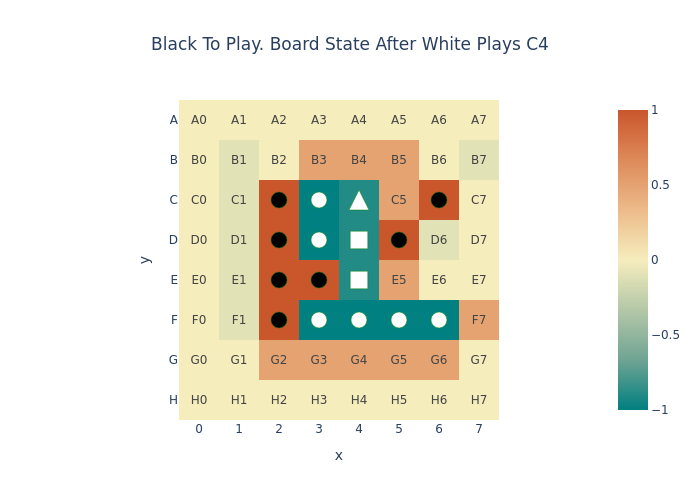 Black To Play. Board State After White Plays C4
A A0 A1 A2 A3 A4 A5 A6 A7
B B0 B1 B2 B3 B4 B5 B6 B7
C C0 C1 C5 C7
D D0 D1 D6 D7
E E0 E1 E5 E6 E7
F F0 F1 F7
G G0 G1 G2 G3 G4 G5 G6 G7
H H0 H1 H2 H3 H4 H5 H6 H7
0 1 2 3 4 5 6 7
x
y
1
0.5
0
−0.5
−1